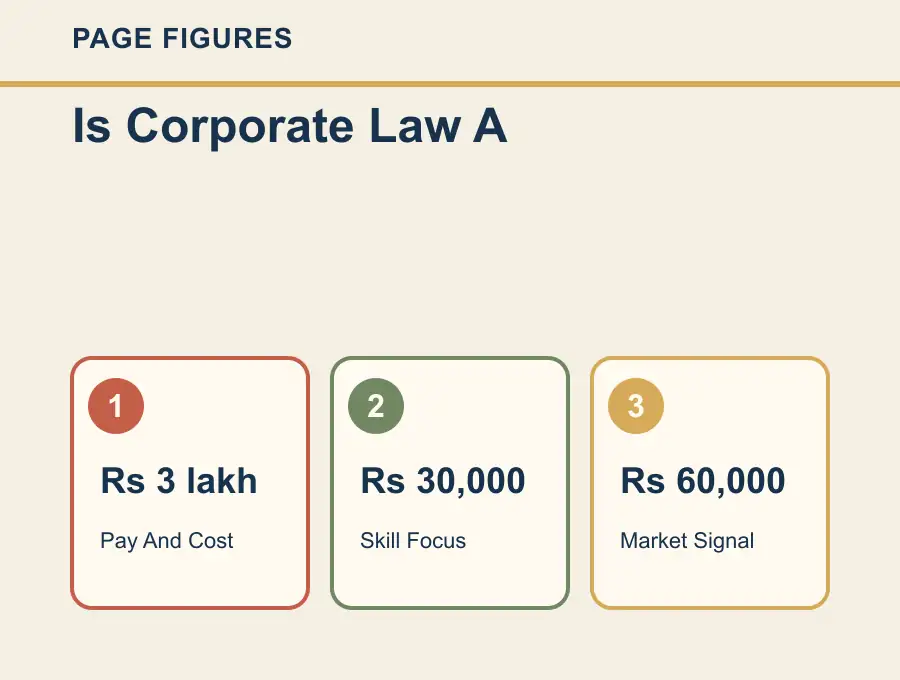 PAGE FIGURES
Is Corporate Law A
1
Rs 3 lakh
Pay And Cost
2
Rs 30,000
Skill Focus
3
Rs 60,000
Market Signal